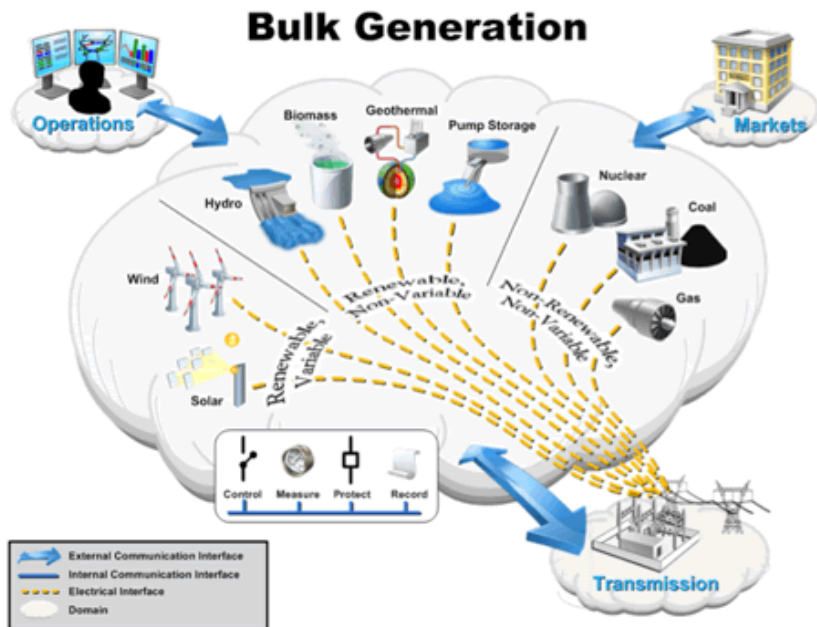 Bulk Generation
Operations
Markets
Biomass
Geothermal
Pump Storage
Hydro
Nuclear
Coal
Wind
Gas
Solar
Renewable,
Variable
Renewable,
Non-Variable
Non-Renewable,
Non-Variable
Control
Measure
Protect
Record
Transmission
External Communication Interface
Internal Communication Interface
Electrical Interface
Domain